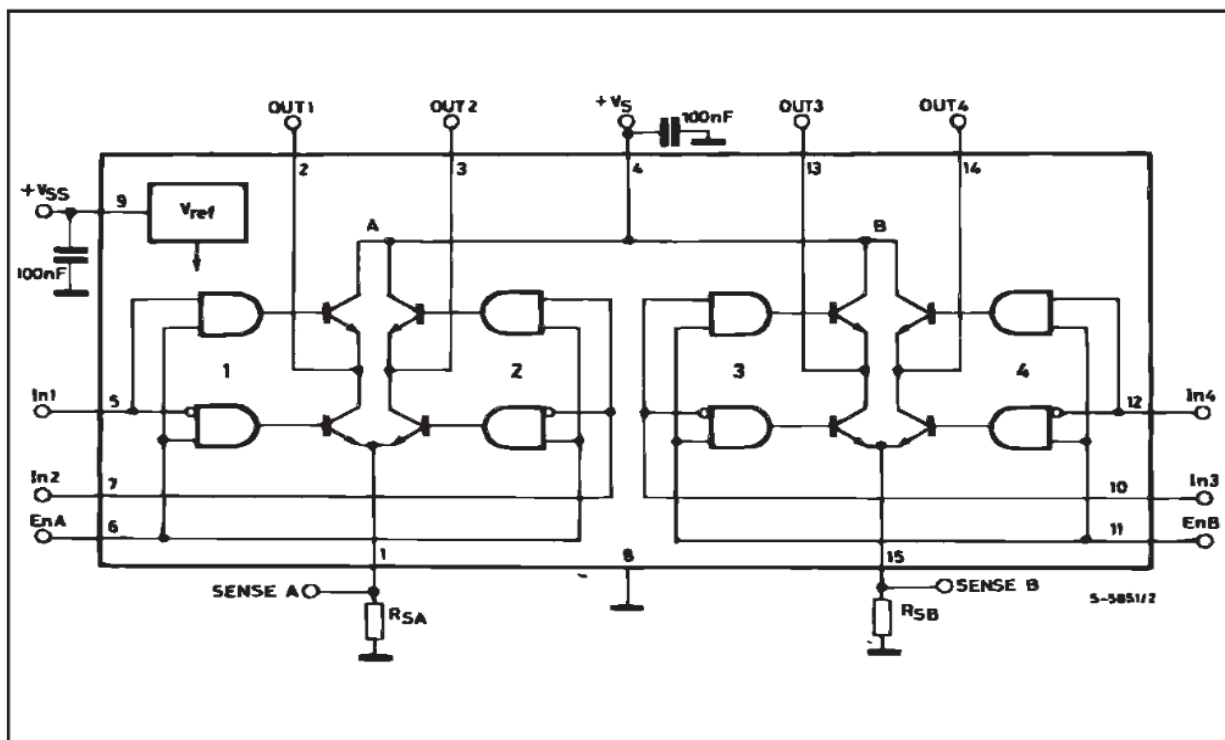 OUT1
OUT2
+VS
100nF
OUT3
OUT4
2
3
4
13
14
+VSS
9
Vref
A
B
100nF
1
2
3
4
In1
5
12
In4
In2
7
10
In3
EnA
6
11
EnB
1
8
15
SENSE A
SENSE B
S-5851/2
RSA
RSB